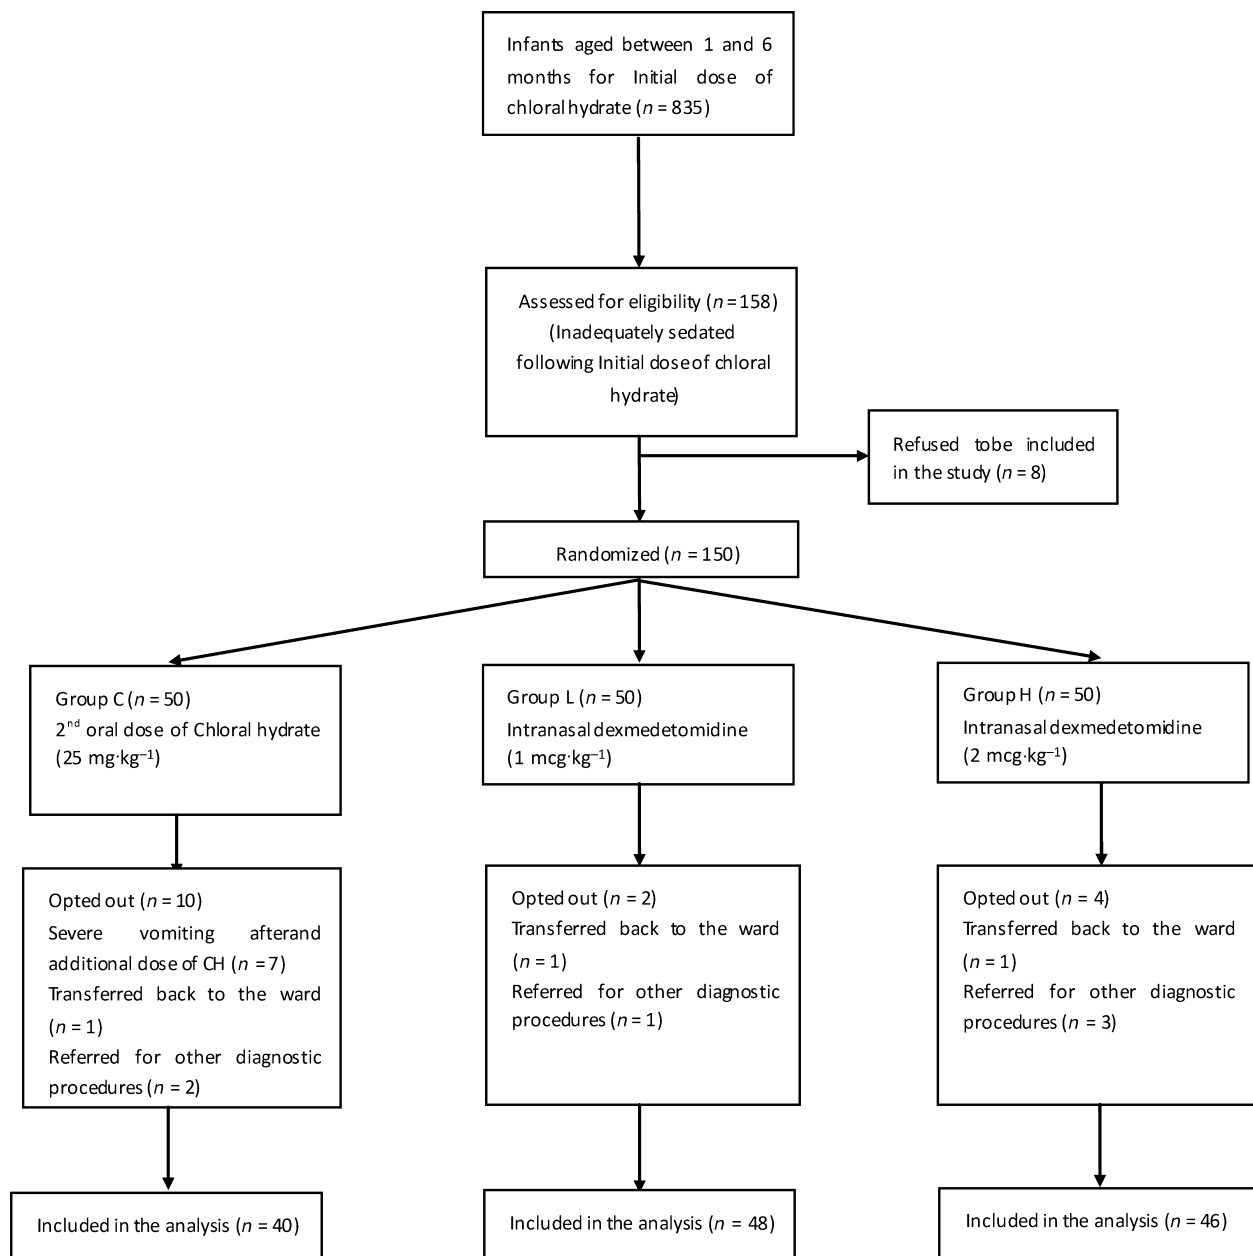 Infants aged between 1 and 6
months for Initial dose of
chloral hydrate (n = 835)
Assessed for eligibility (n = 158)
(Inadequately sedated
following Initial dose of chloral
hydrate)
Refused tobe included
in the study (n = 8)
Randomized (n = 150)
Group C (n = 50)
2nd oral dose of Chloral hydrate
(25 mg·kg–1)
Group L (n = 50)
Intranasal dexmedetomidine
(1 mcg·kg–1)
Group H (n = 50)
Intranasal dexmedetomidine
(2 mcg·kg–1)
Opted out (n = 10)
Severe vomiting afterand
additional dose of CH (n = 7)
Transferred back to the ward
(n = 1)
Referred for other diagnostic
procedures (n = 2)
Opted out (n = 2)
Transferred back to the ward
(n = 1)
Referred for other diagnostic
procedures (n = 1)
Opted out (n = 4)
Transferred back to the ward
(n = 1)
Referred for other diagnostic
procedures (n = 3)
Included in the analysis (n = 40)
Included in the analysis (n = 48)
Included in the analysis (n = 46)